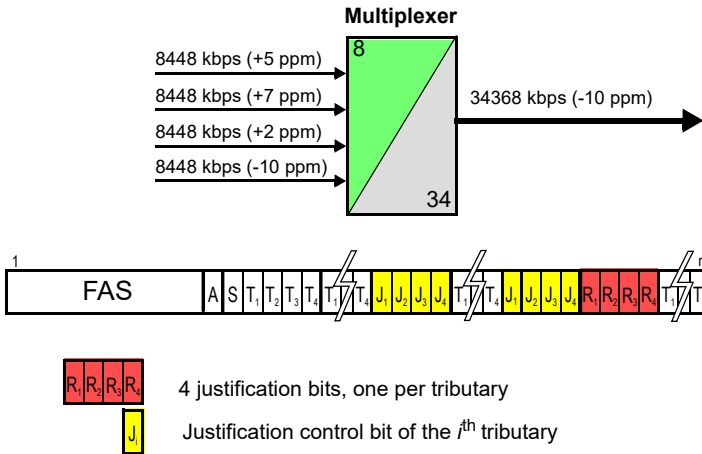 Multiplexer
8
8448 kbps (+5 ppm)
8448 kbps (+7 ppm)
8448 kbps (+2 ppm)
8448 kbps (-10 ppm)
34368 kbps (-10 ppm)
34
1
FAS A S T1 T2 T3 T4 T1 T4 J1 J2 J3 J4 T1 T4 J1 J2 J3 J4 R1 R2 R3 R4 T1
R1 R2 R3 R4 4 justification bits, one per tributary
Ji Justification control bit of the ith tributary